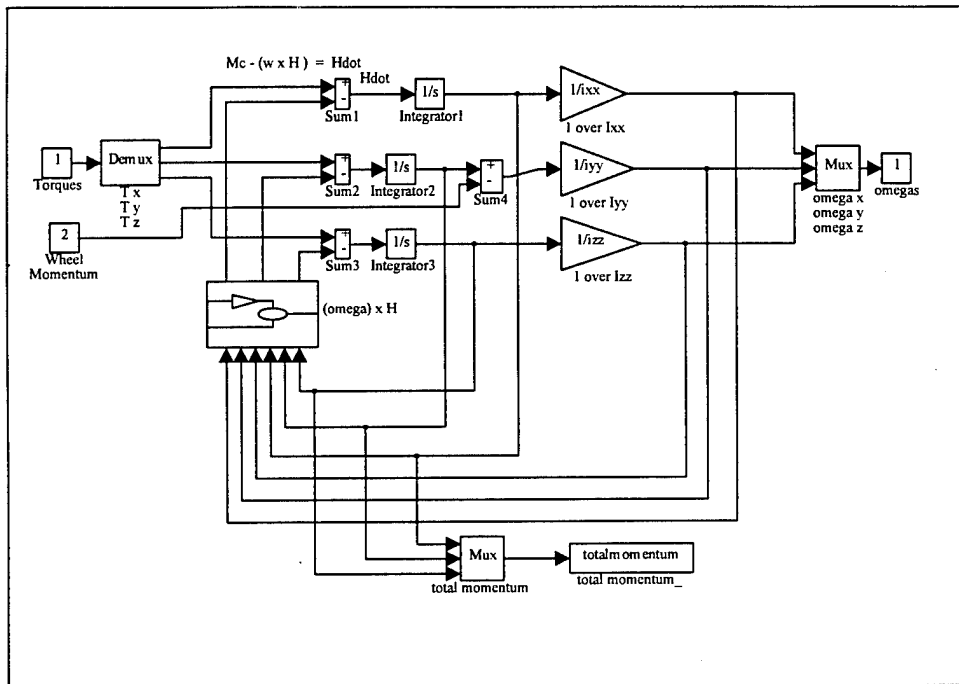 Mc - (w x H ) = Hdot
Hdot
+
-
Sum1
1/s
Integrator1
1/ixx
1 over Ixx
1
Torques
Demux
T x
T y
T z
+
-
Sum2
1/s
Integrator2
+
-
Sum4
1/iyy
1 over Iyy
Mux
omega x
omega y
omega z
1
omegas
2
Wheel
Momentum
+
-
Sum3
1/s
Integrator3
1/izz
1 over Izz
(omega) x H
Mux
total momentum
totalmomentum
total momentum_